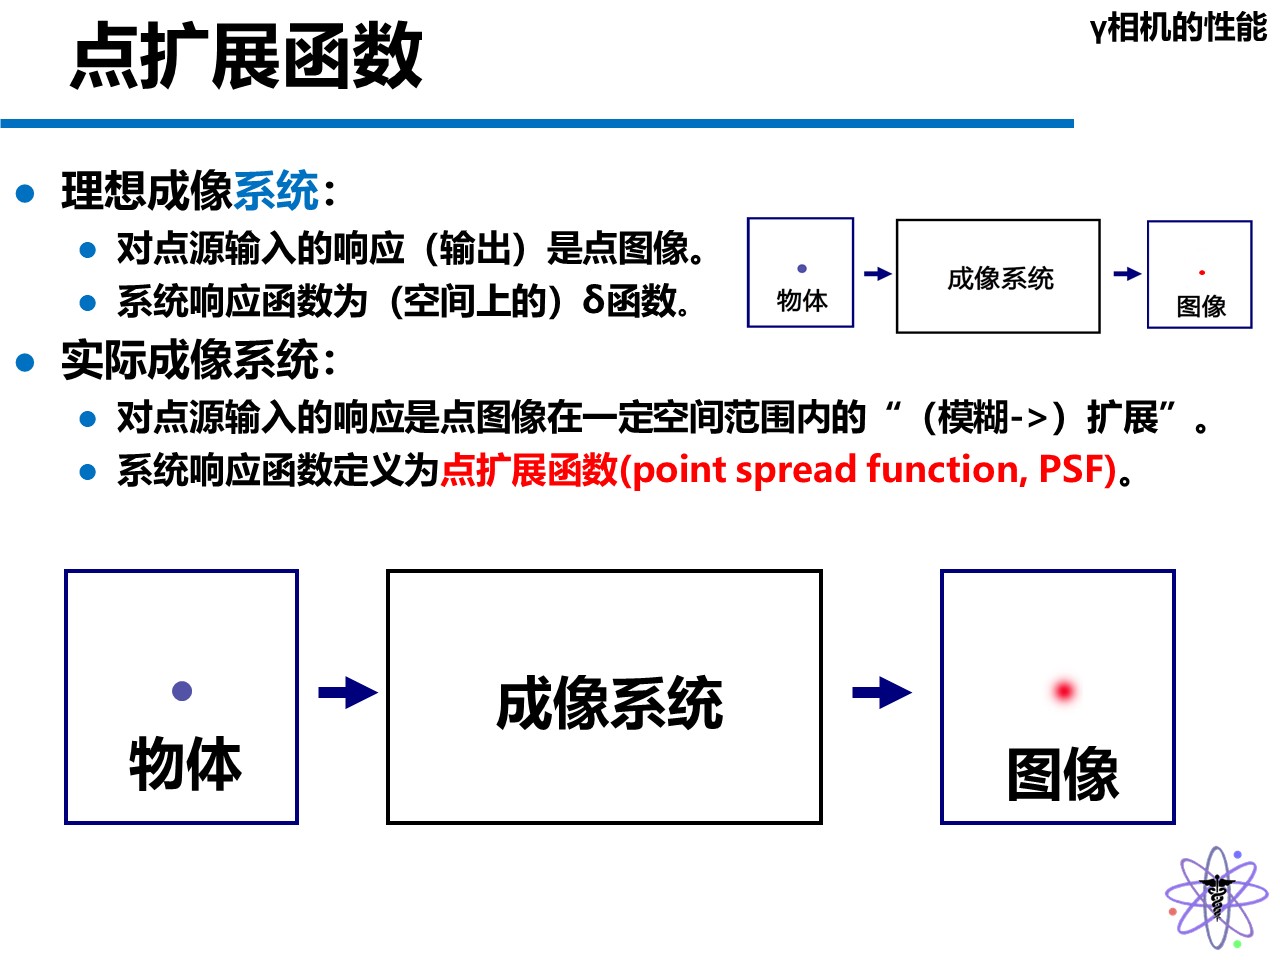 点扩展函数
γ相机的性能
理想成像系统：
对点源输入的响应（输出）是点图像。
系统响应函数为（空间上的）δ函数。
物体
成像系统
图像
实际成像系统：
对点源输入的响应是点图像在一定空间范围内的“（模糊->）扩展”。
系统响应函数定义为点扩展函数(point spread function, PSF)。
物体
成像系统
图像